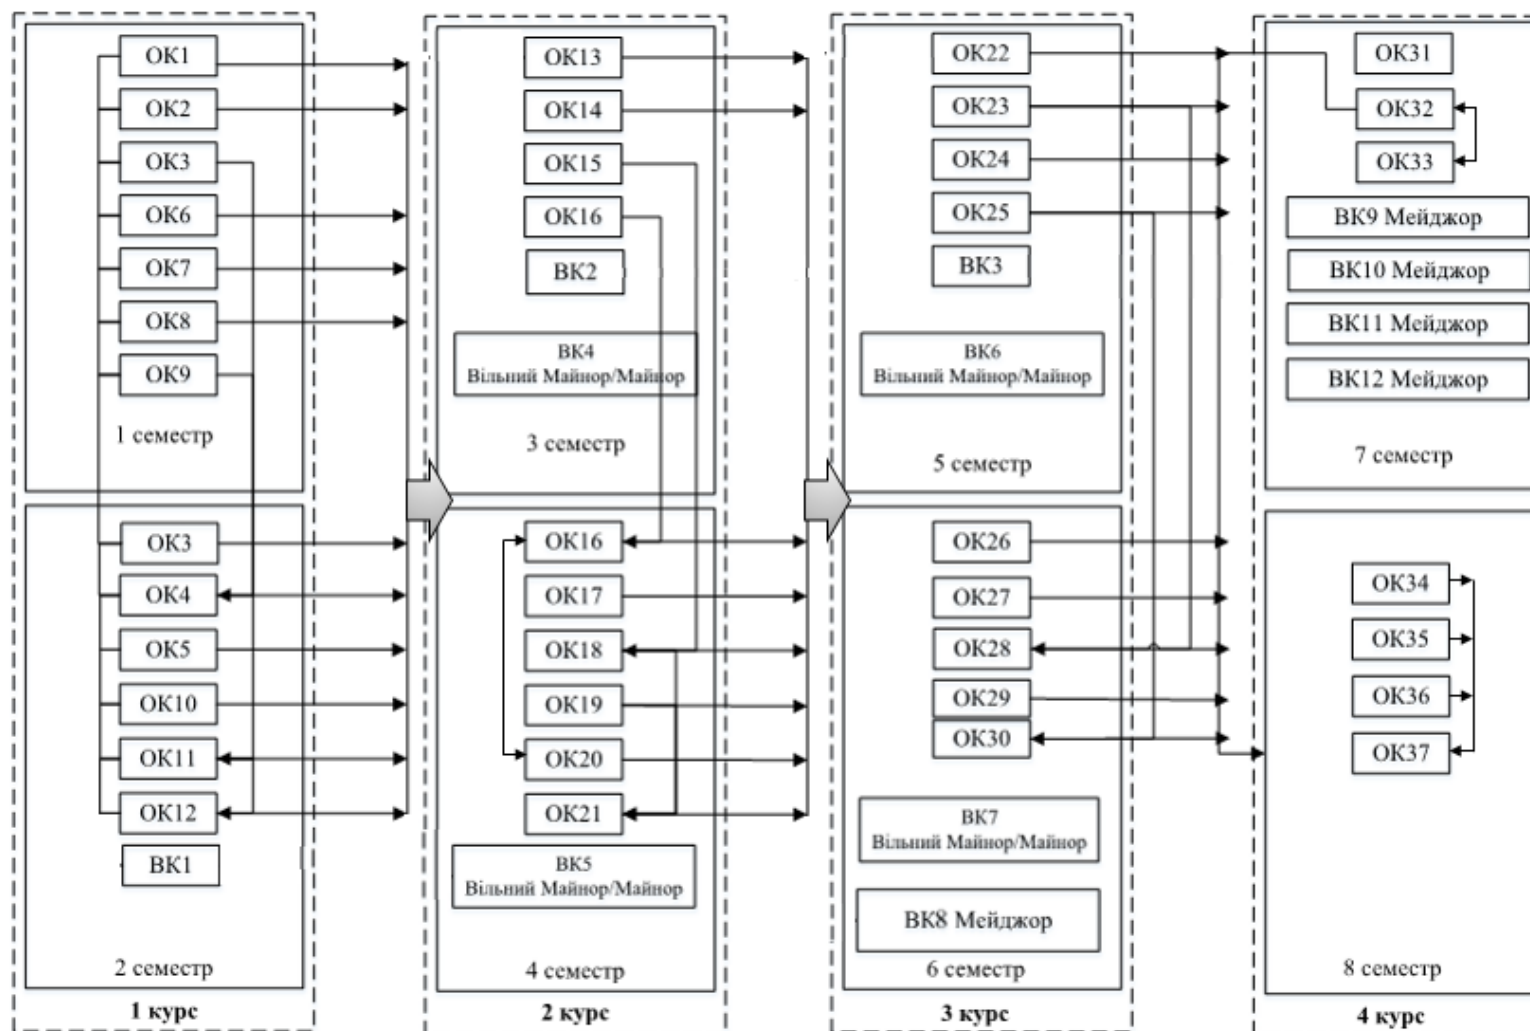 ОК1
ОК2
ОК3
ОК6
ОК7
ОК8
ОК9
1 семестр
ОК3
ОК4
ОК5
ОК10
ОК11
ОК12
ВК1
2 семестр
1 курс
ОК13
ОК14
ОК15
ОК16
ВК2
ВК4
Вільний Майнор/Майнор
3 семестр
ОК16
ОК17
ОК18
ОК19
ОК20
ОК21
ВК5
Вільний Майнор/Майнор
4 семестр
2 курс
ОК22
ОК23
ОК24
ОК25
ВК3
ВК6
Вільний Майнор/Майнор
5 семестр
ОК26
ОК27
ОК28
ОК29
ОК30
ВК7
Вільний Майнор/Майнор
ВК8 Мейджор
6 семестр
3 курс
ОК31
ОК32
ОК33
ВК9 Мейджор
ВК10 Мейджор
ВК11 Мейджор
ВК12 Мейджор
7 семестр
ОК34
ОК35
ОК36
ОК37
8 семестр
4 курс